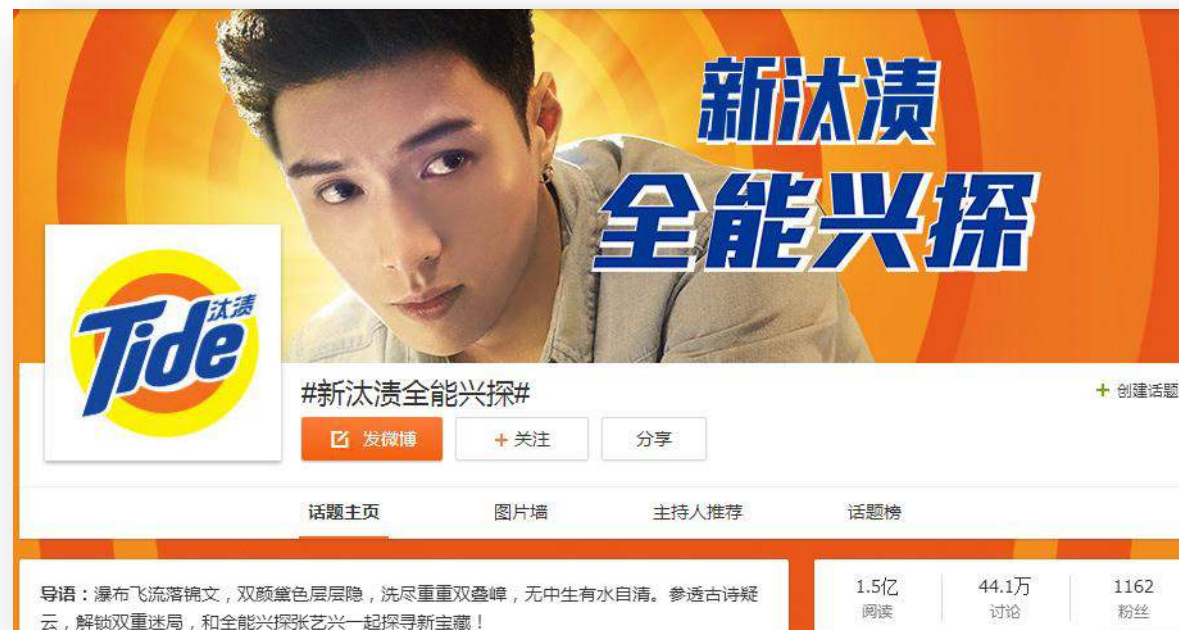 新汰渍
全能兴探
Tide 汰渍
#新汰渍全能兴探#
+ 创建话题
发微博
+ 关注
分享
话题主页
图片墙
主持人推荐
话题榜
导语：瀑布飞流落锦文，双颜黛色层层隐，洗尽重重双叠嶂，无中生有水自清。参透古诗疑
云，解锁双重迷局，和全能兴探张艺兴一起探寻新宝藏！
1.5亿 44.1万 1162
阅读 讨论 粉丝